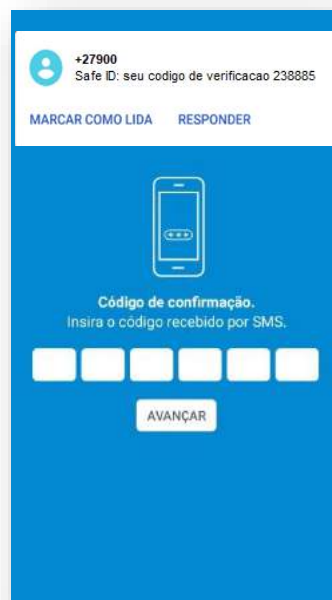 +27900
Safe ID: seu codigo de verificacao 238885
MARCAR COMO LIDA RESPONDER
Código de confirmação.
Insira o código recebido por SMS.
AVANÇAR